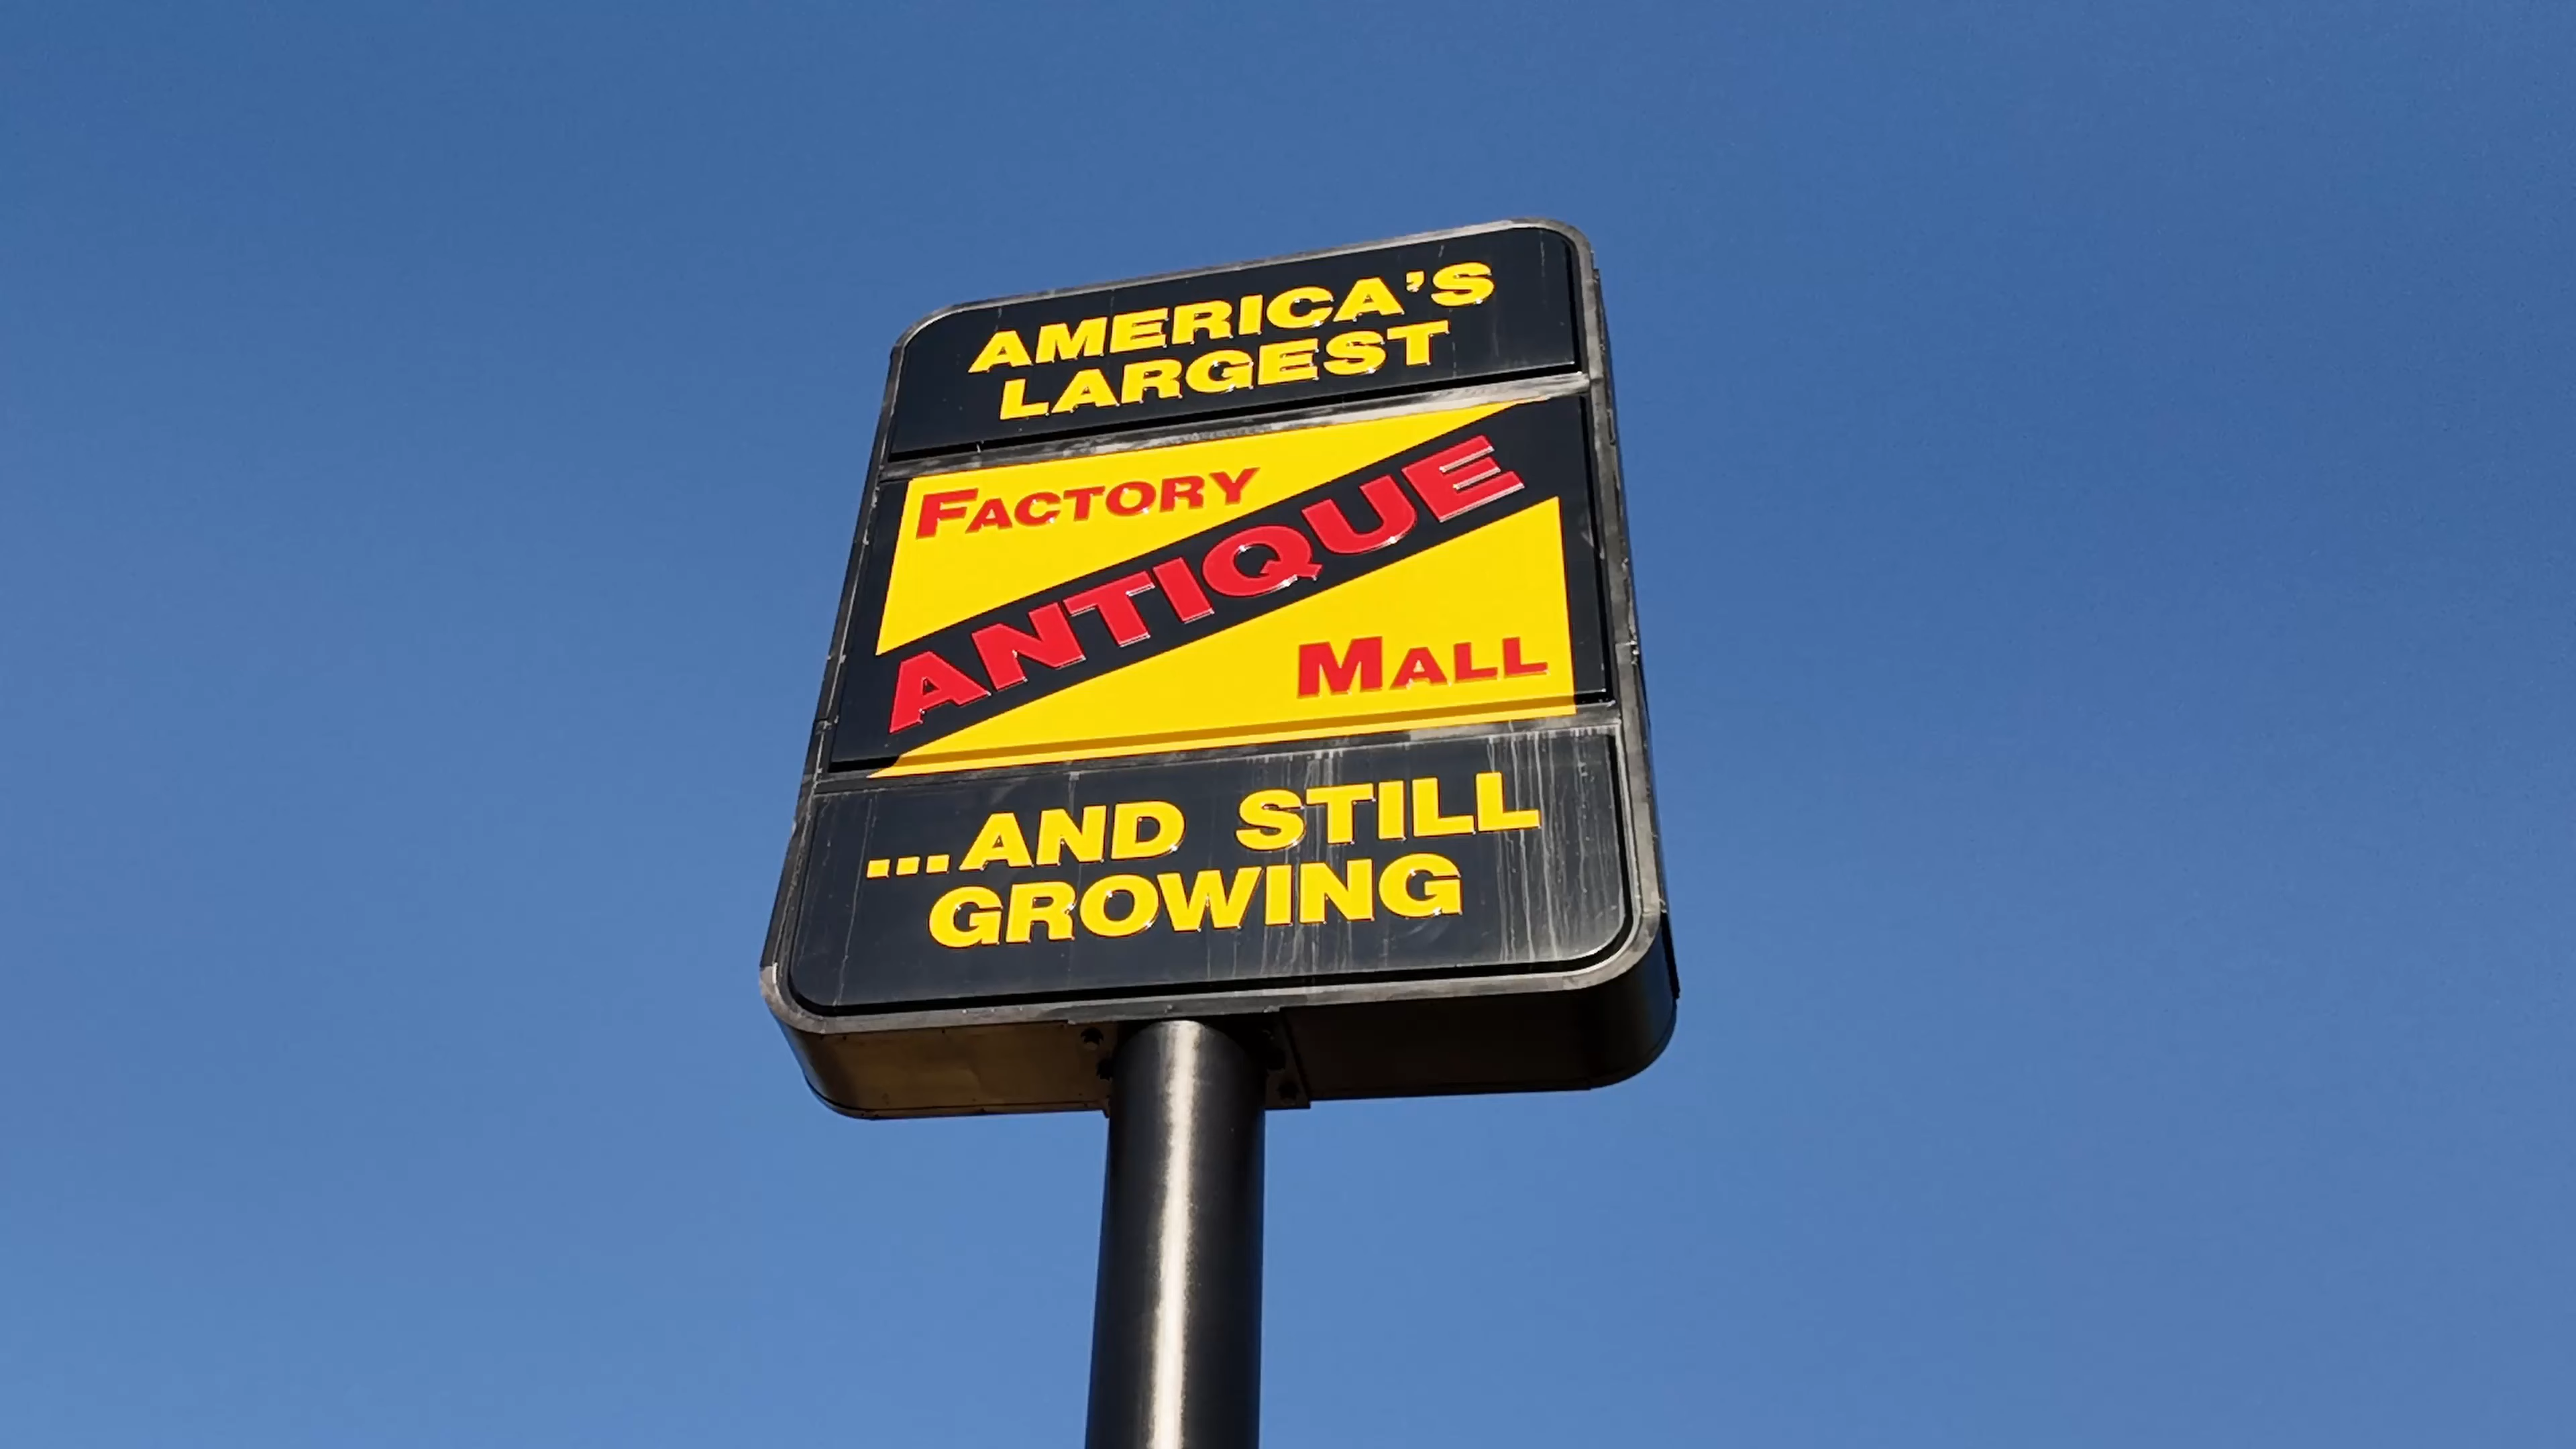 AMERICA'S
LARGEST
FACTORY
ANTIQUE
MALL
...AND STILL
GROWING